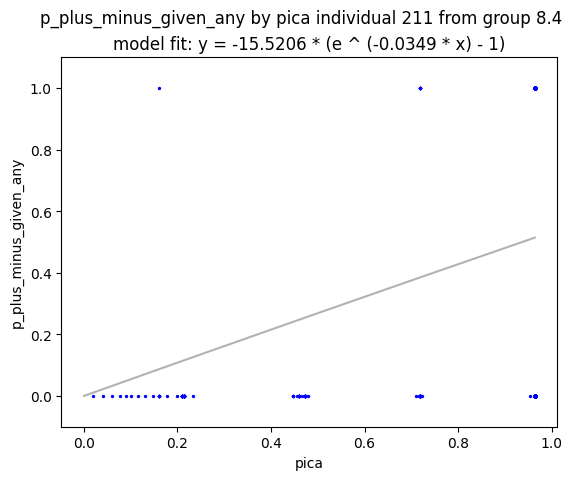 p_plus_minus_given_any by pica individual 211 from group 8.4
model fit: y = -15.5206 * (e ^ (-0.0349 * x) - 1)
p_plus_minus_given_any
1.0
0.8
0.6
0.4
0.2
0.0
0.0 0.2 0.4 0.6 0.8 1.0
pica